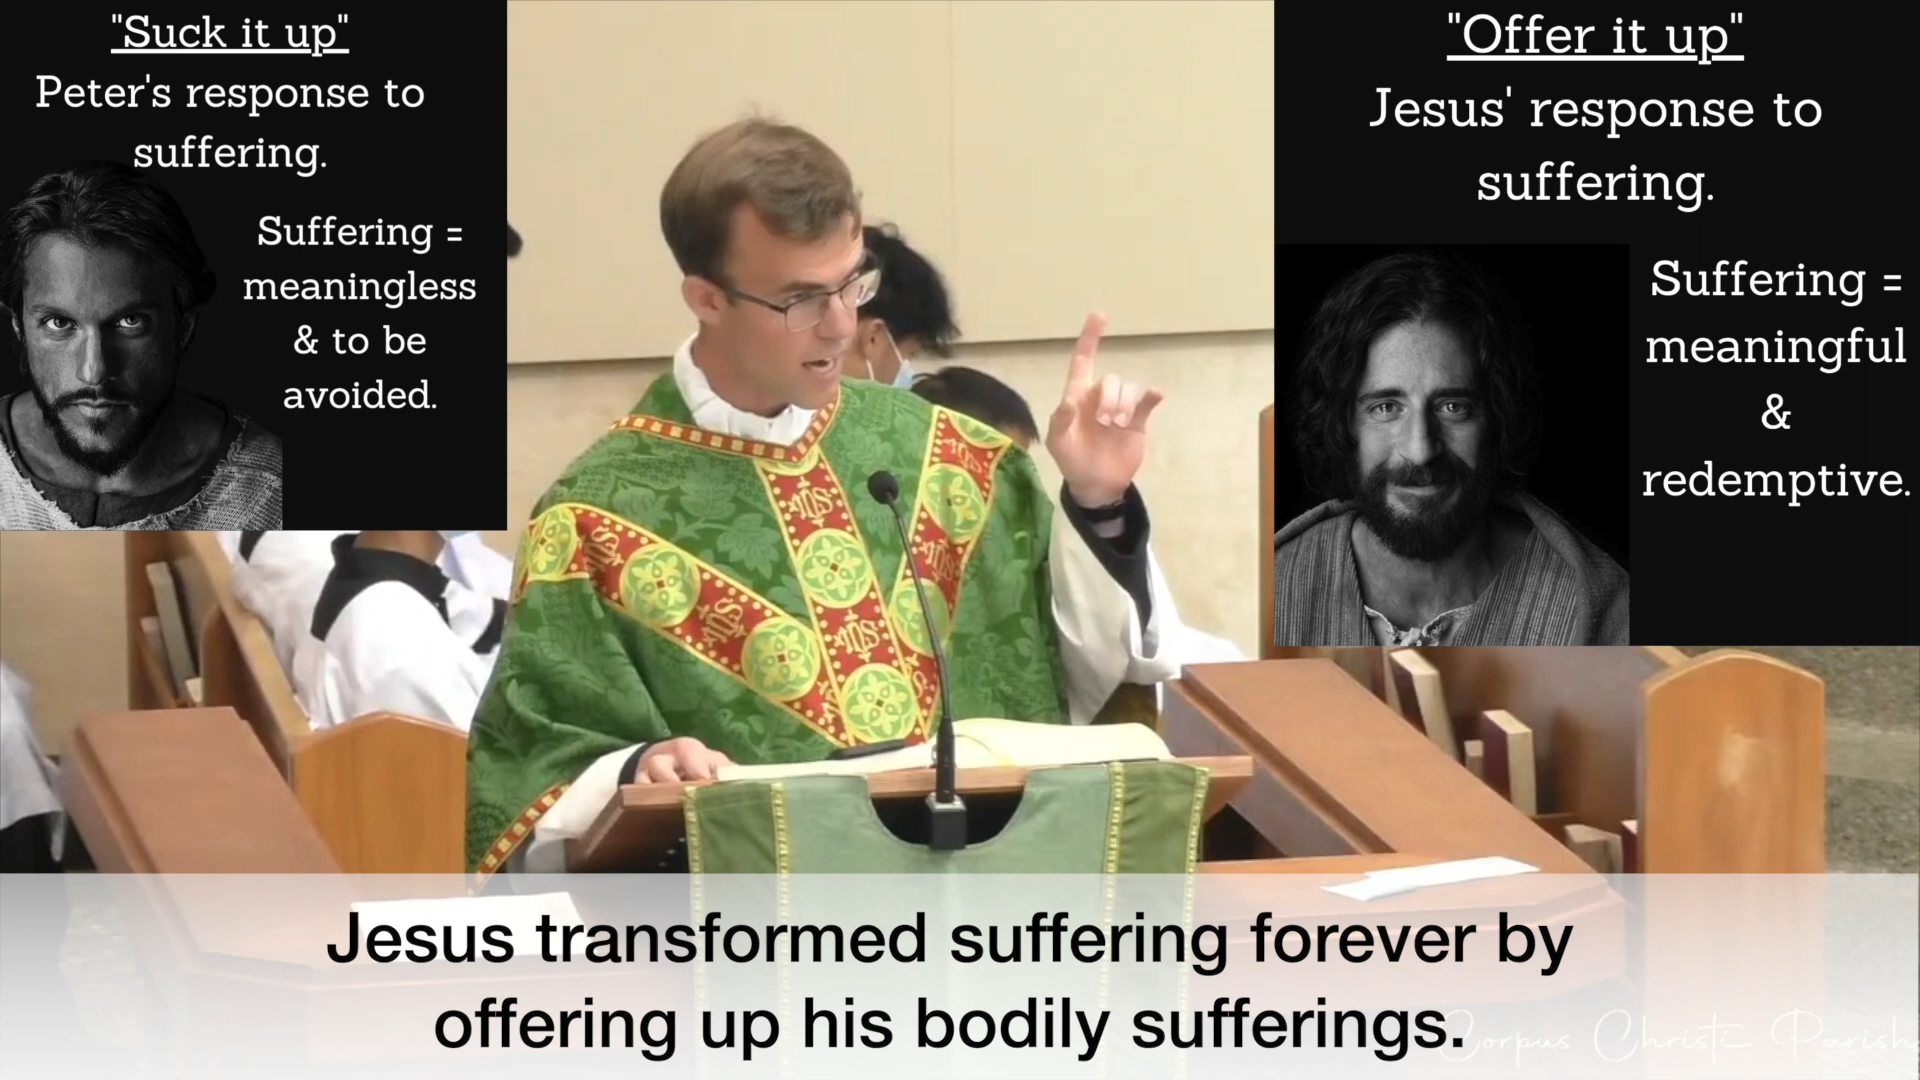 "Suck it up"
Peter's response to
suffering.
Suffering =
meaningless
& to be
avoided.
"Offer it up"
Jesus' response to
suffering.
Suffering =
meaningful
&
redemptive.
Jesus transformed suffering forever by
offering up his bodily sufferings.
Corpus Christi Parish